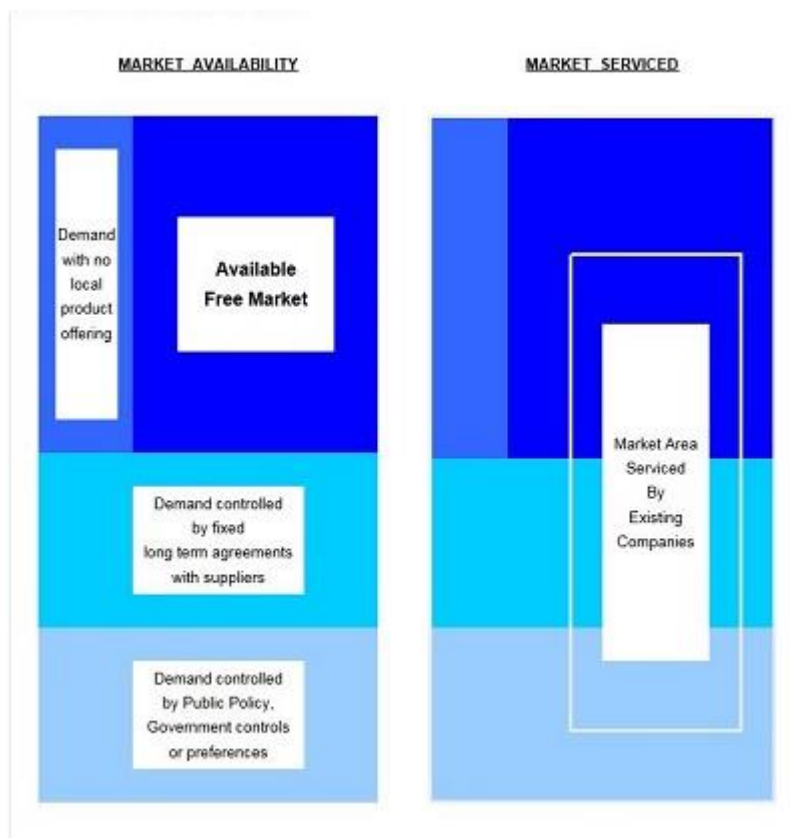 MARKET AVAILABILITY
MARKET SERVICED
Demand
with no
local
product
offering
Available
Free Market
Demand controlled
by fixed
long term agreements
with suppliers
Demand controlled
by Public Policy,
Government controls
or preferences
Market Area
Serviced
By
Existing
Companies